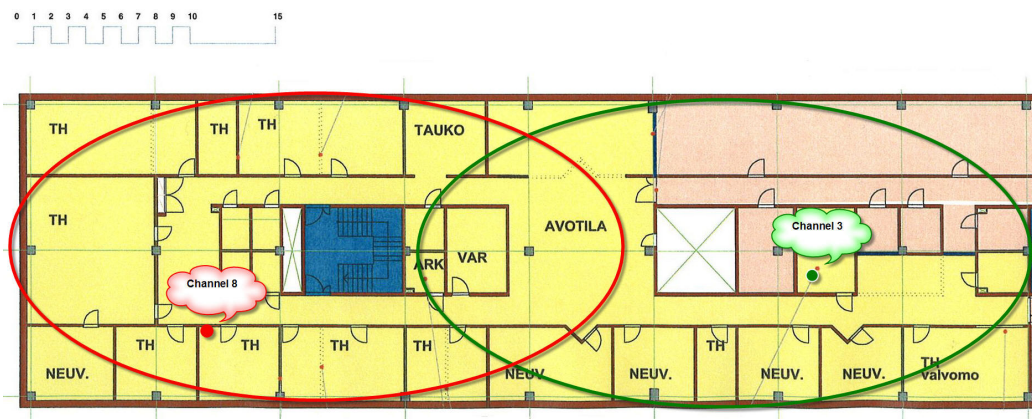 0 1 2 3 4 5 6 7 8 9 10 15
TH
TH
TH
TAUKO
TH
AVOTILA
Channel 3
ARK
VAR
Channel 8
NEUV.
TH
TH
TH
TH
NEUV.
NEUV.
TH
NEUV.
NEUV.
TH
valvomo